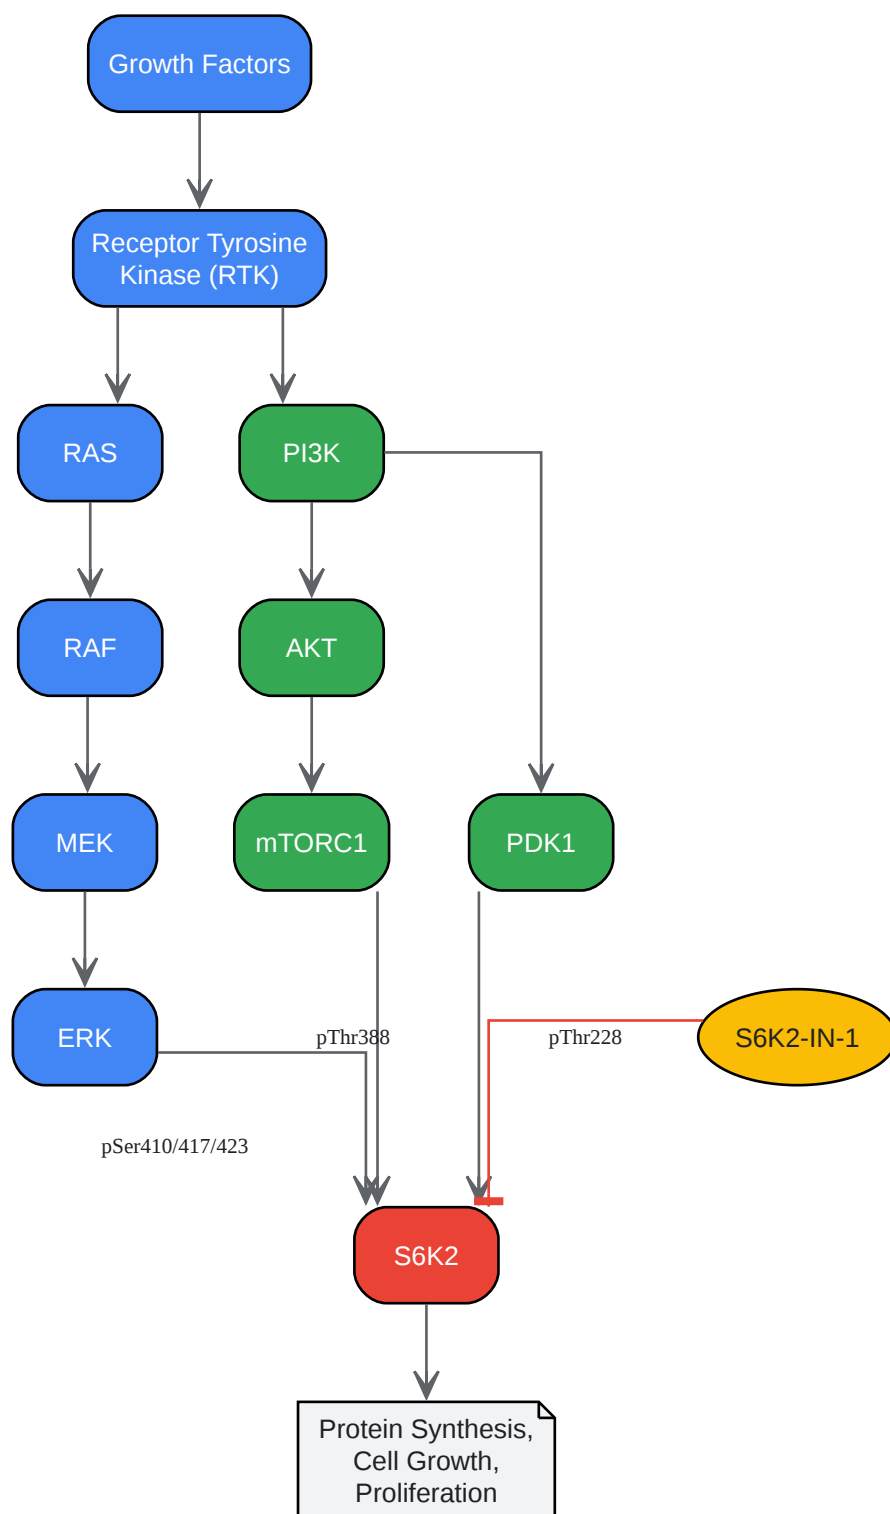 Growth Factors
Receptor Tyrosine
Kinase (RTK)
RAS
PI3K
RAF
AKT
MEK
mTORC1
PDK1
ERK
pThr388
pThr228
S6K2-IN-1
pSer410/417/423
S6K2
Protein Synthesis,
Cell Growth,
Proliferation